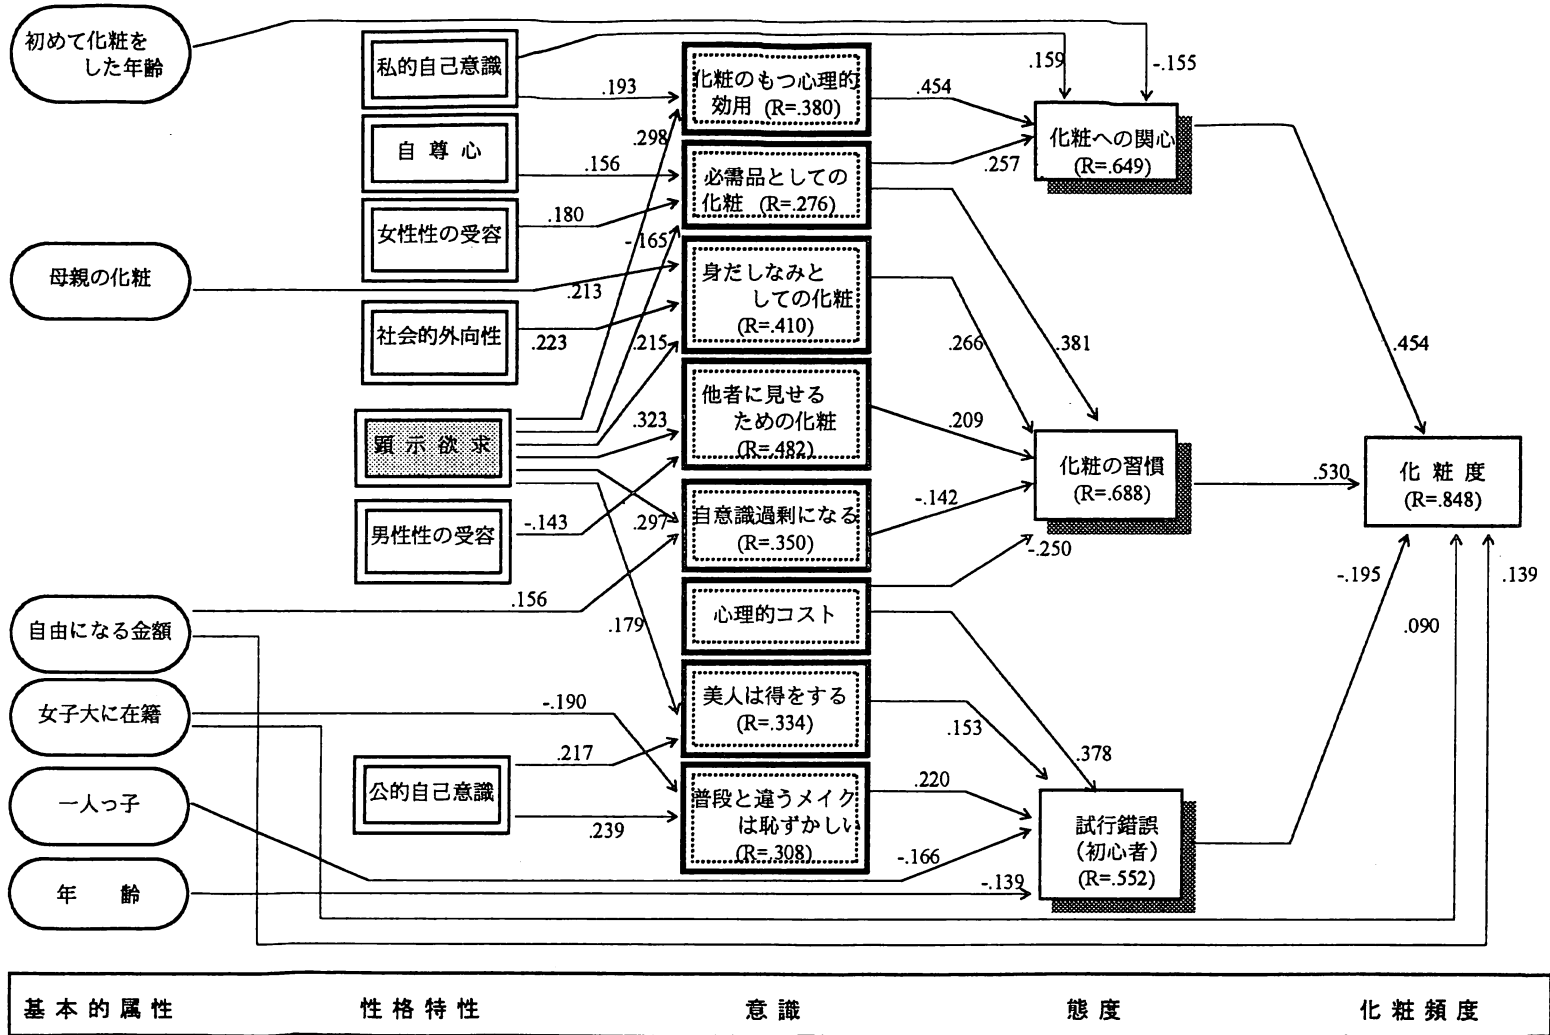 初めて化粧を
した年齢
母親の化粧
自由になる金額
女子大に在籍
一人っ子
年 齢
私的自己意識
自 尊 心
女性性の受容
社会的外向性
顕 示 欲 求
男性性の受容
公的自己意識
.193
.298
.156
.180
-.165
.213
.223
.215
.323
-.143
.297
.156
.179
-.190
.217
.239
化粧のもつ心理的
効用 (R=.380)
必需品としての
化粧 (R=.276)
身だしなみと
しての化粧
(R=.410)
他者に見せる
ための化粧
(R=.482)
自意識過剰になる
(R=.350)
心理的コスト
美人は得をする
(R=.334)
普段と違うメイク
は恥ずかしい
(R=.308)
.159
-.155
.454
.257
.266
.381
.209
-.142
-.250
.153
.378
.220
-.166
-.139
化粧への関心
(R=.649)
化粧の習慣
(R=.688)
試行錯誤
(初心者)
(R=.552)
.454
.530
-.195
.090
.139
化 粧 度
(R=.848)
基本的属性 性格特性 意識 態度 化粧頻度